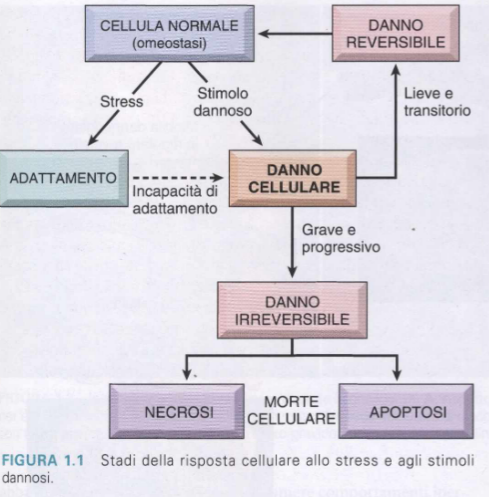 CELLULA NORMALE
(omeostasi)
DANNO
REVERSIBILE
Stress
Stimolo
dannoso
Lieve e
transitorio
ADATTAMENTO
Incapacità di
adattamento
DANNO
CELLULARE
Grave e
progressivo
DANNO
IRREVERSIBILE
NECROSI
MORTE
CELLULARE
APOPTOSI
FIGURA 1.1 Stadi della risposta cellulare allo stress e agli stimoli
dannosi.